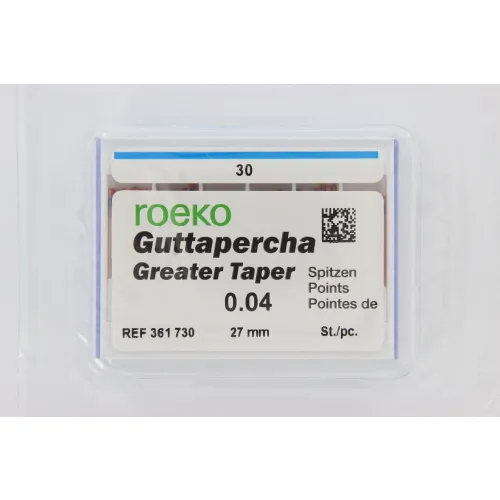 30
roeko
Guttapercha
Greater Taper
Spitzen
Points
0.04 Pointes de
REF 361 730 27 mm St./pc.